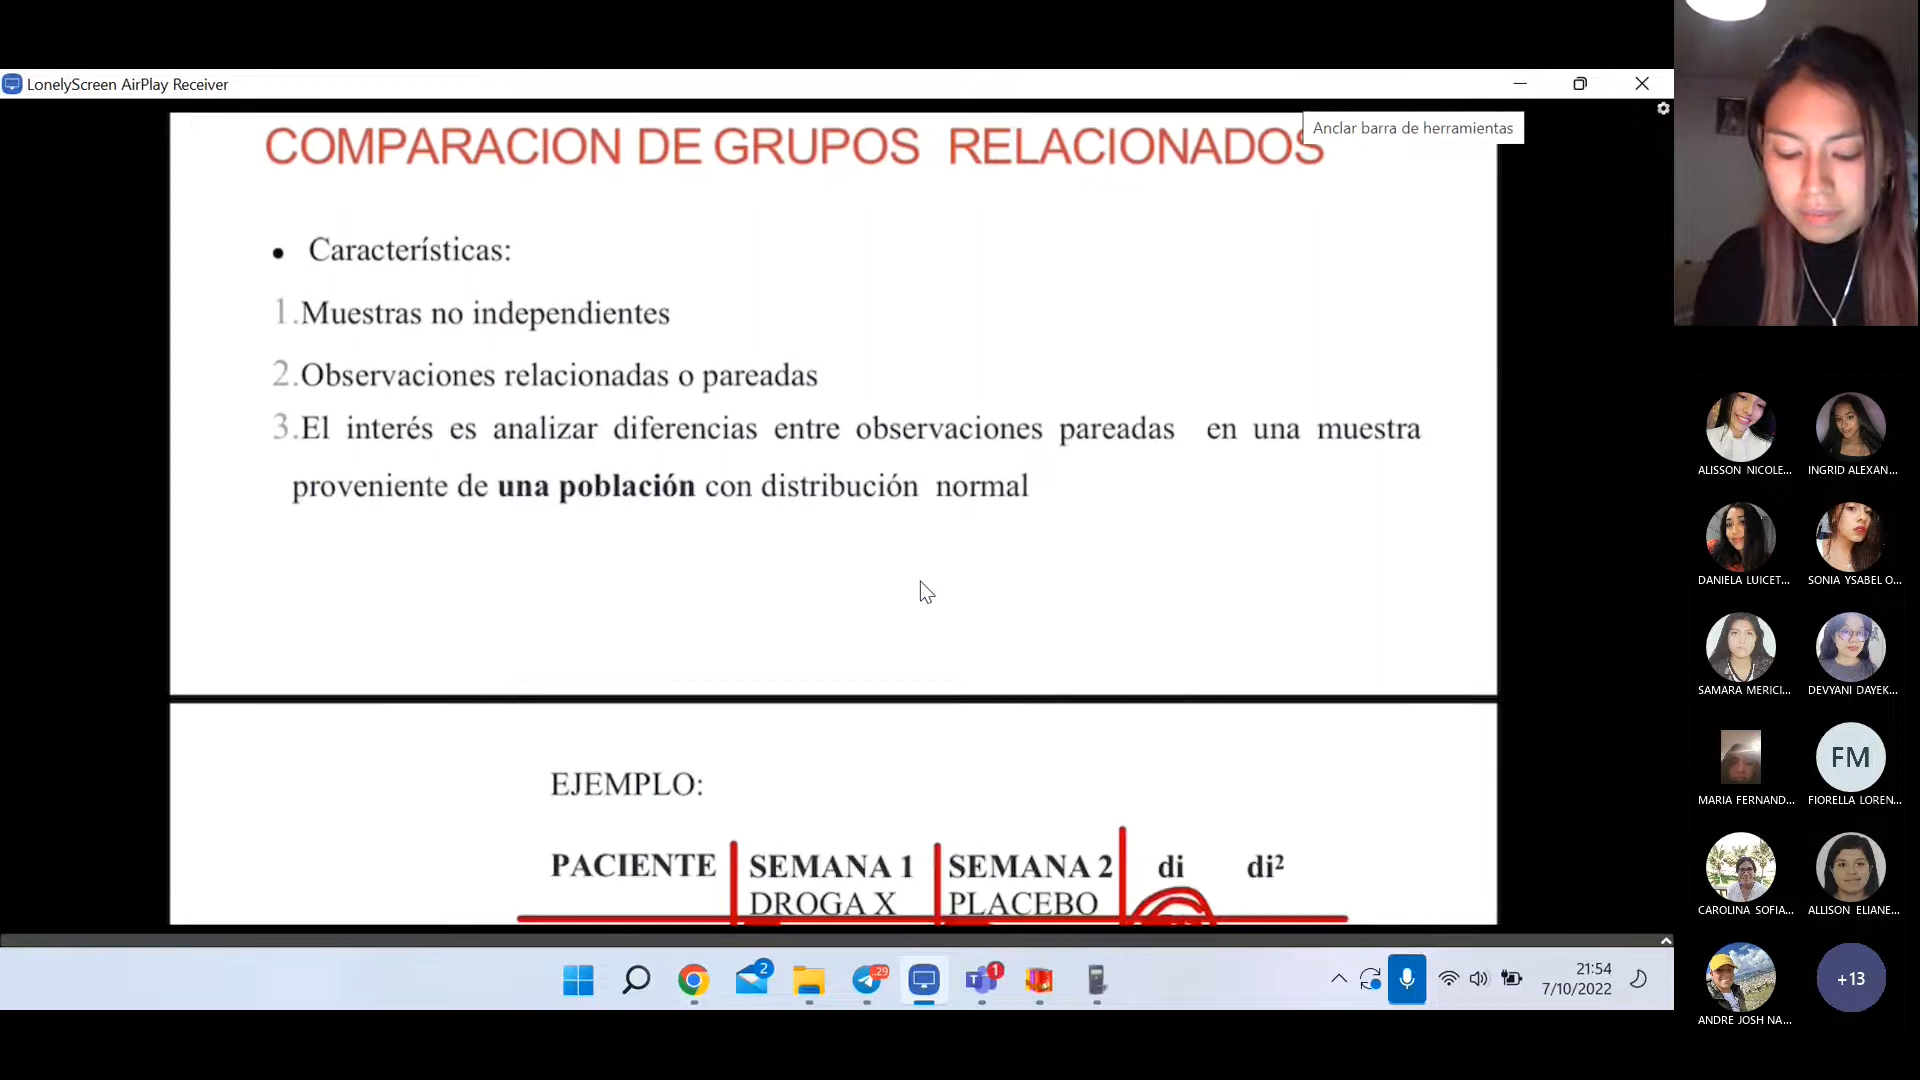 LonelyScreen AirPlay Receiver
Anclar barra de herramientas
COMPARACION DE GRUPOS RELACIONADOS
• Características:
1.Muestras no independientes
2.Observaciones relacionadas o pareadas
3.El interés es analizar diferencias entre observaciones pareadas en una muestra
proveniente de una población con distribución normal
EJEMPLO:
PACIENTE SEMANA 1 SEMANA 2 di di²
DROGA X PLACEBO
ALISSON NICOLE... INGRID ALEXAN...
DANIELA LUICET... SONIA YSABEL O...
SAMARA MERICI... DEVYANI DAYEK...
FM
MARIA FERNAND... FIORELLA LOREN...
CAROLINA SOFIA... ALLISON ELIANE...
+13
ANDRE JOSH NA...
2 29 1
21:54
7/10/2022